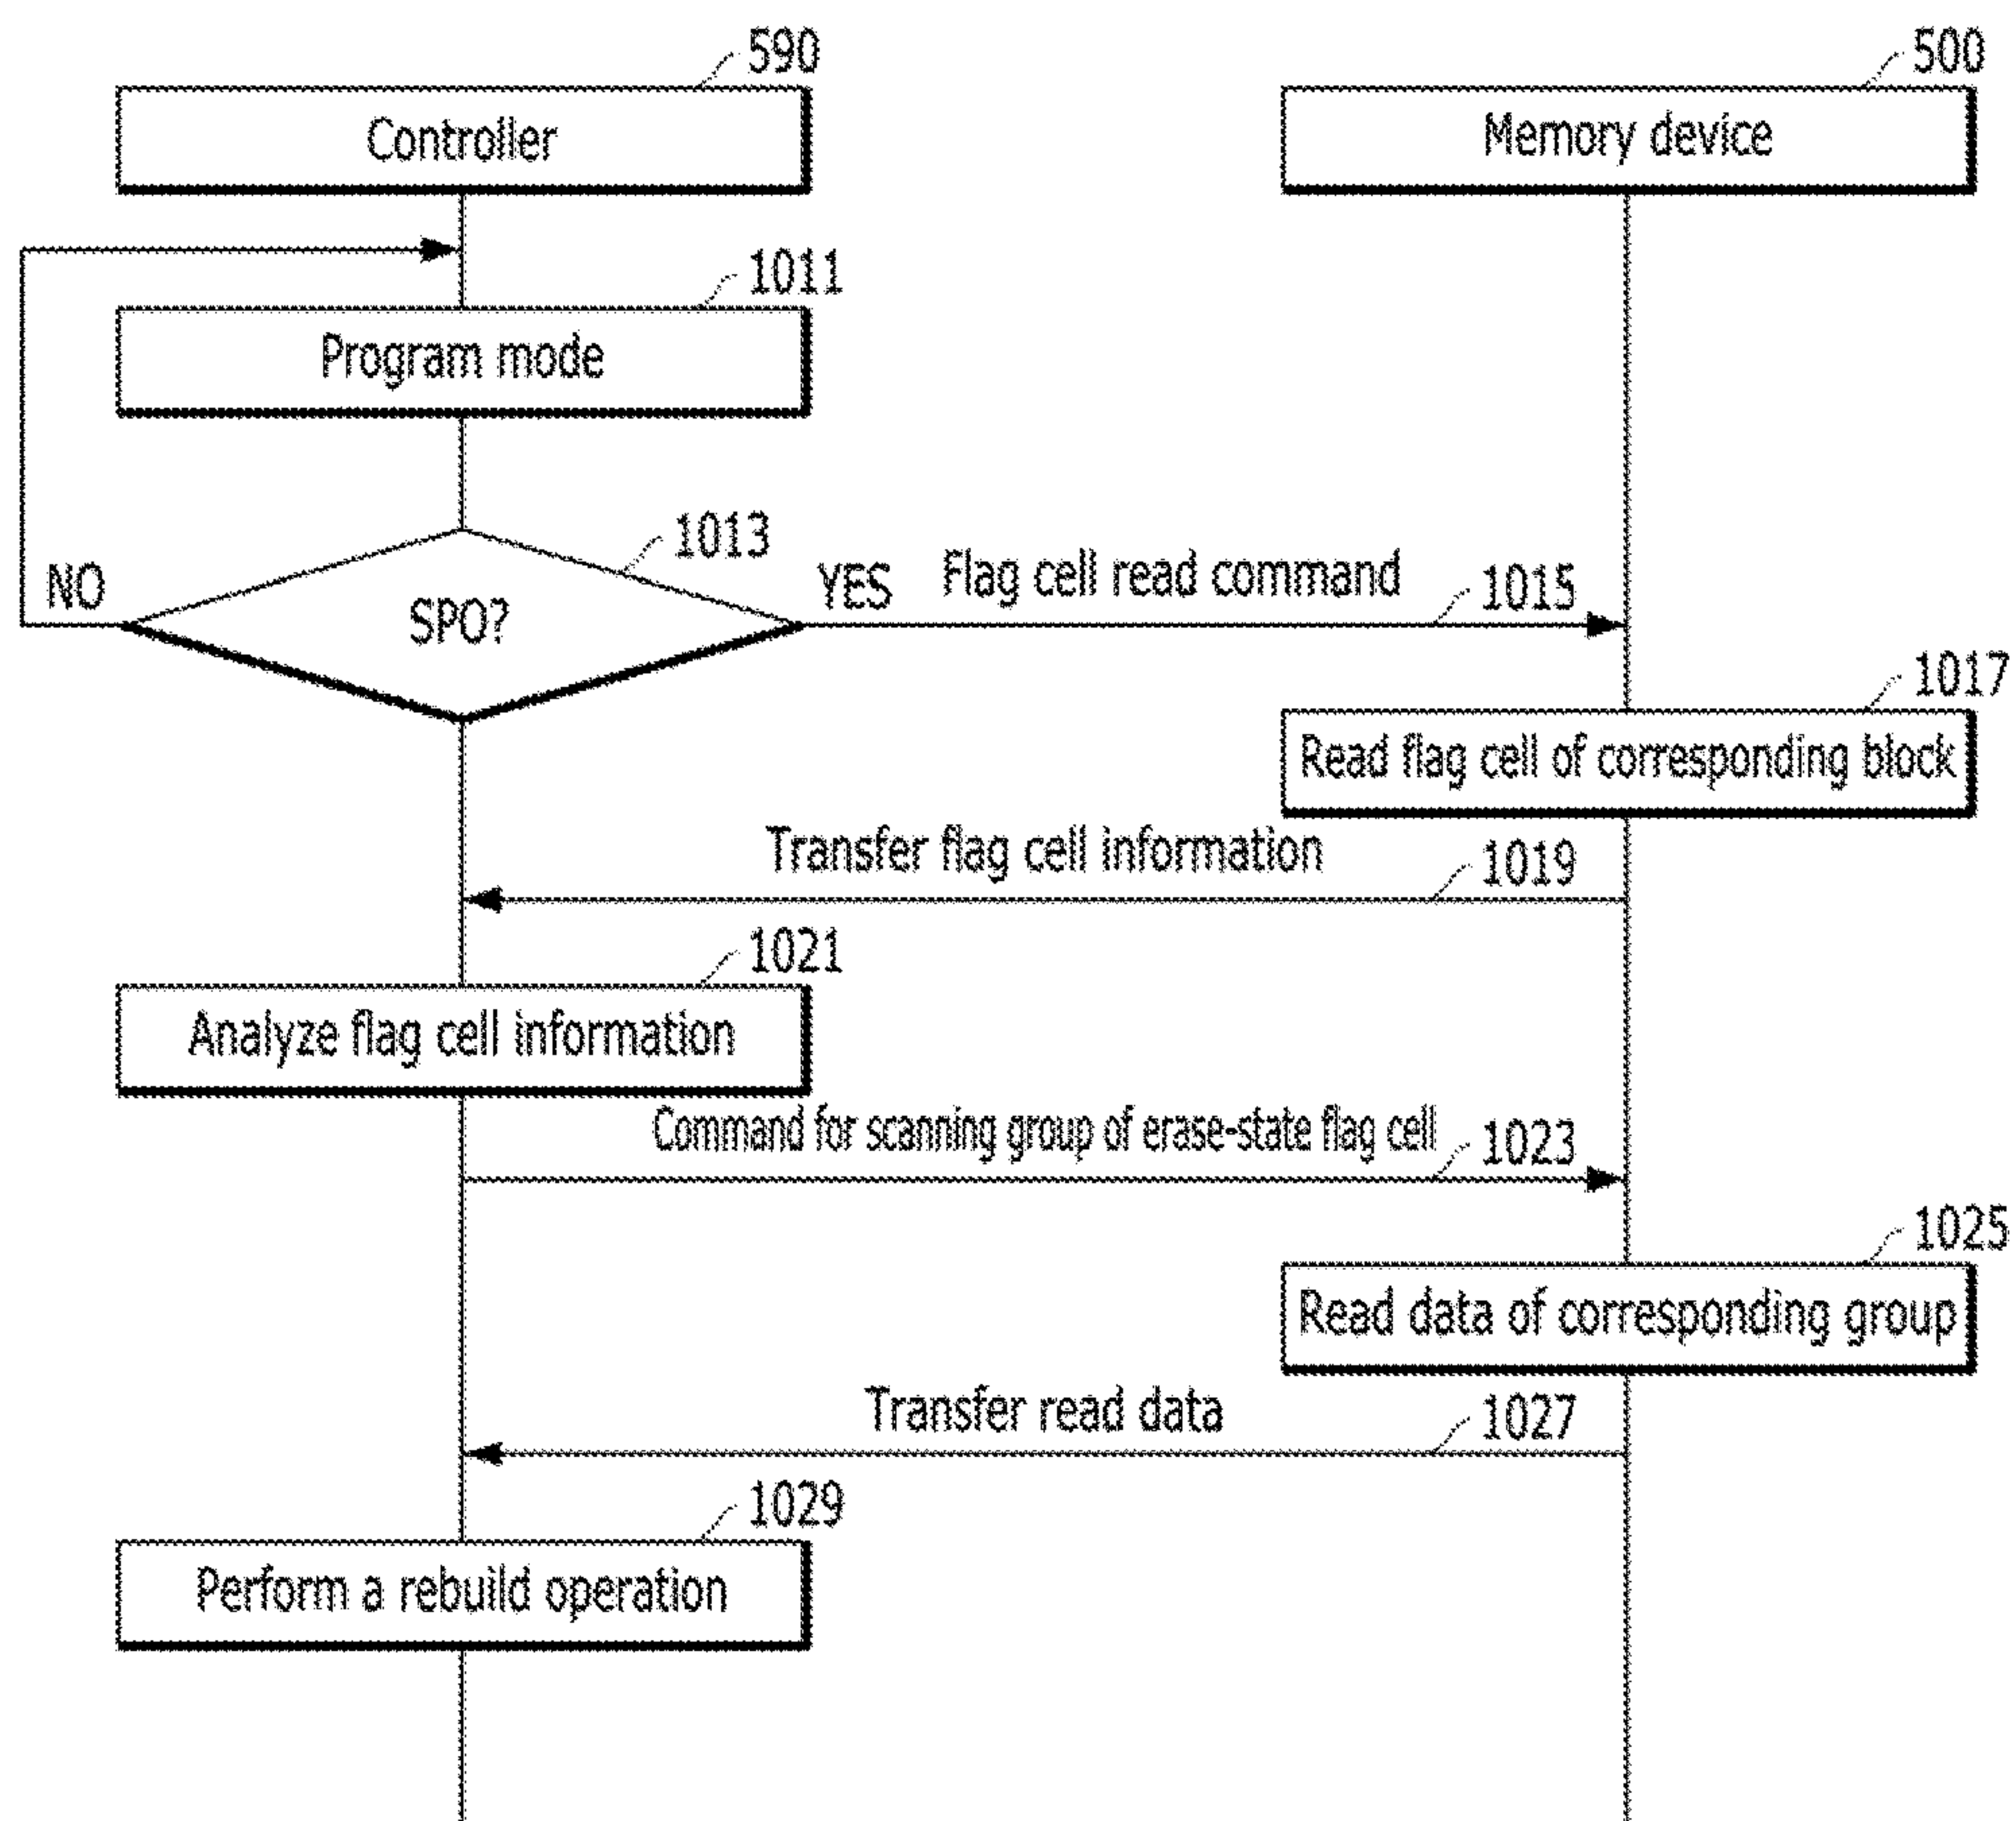 590
500
Controller
Memory device
1011
Program mode
1013
NO
SPO?
YES
Flag cell read command
1015
1017
Read flag cell of corresponding block
Transfer flag cell information
1019
1021
Analyze flag cell information
Command for scanning group of erase-state flag cell
1023
1025
Read data of corresponding group
Transfer read data
1027
1029
Perform a rebuild operation